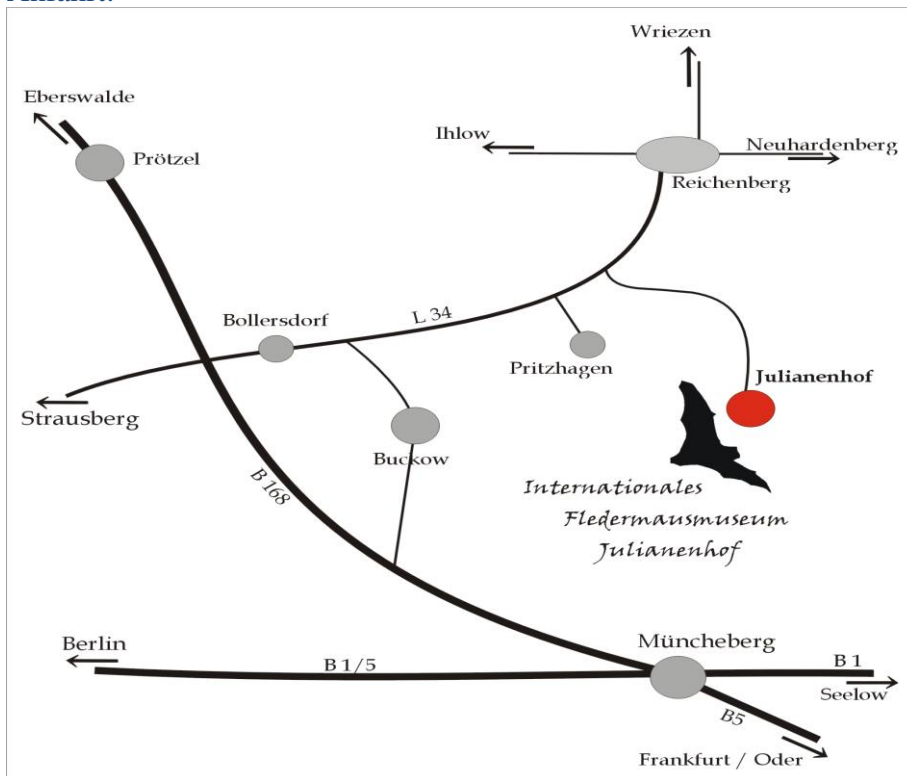 Wriezen
Eberswalde
Ihlow
Neuhardenberg
Prötzel
Reichenberg
L 34
Bollersdorf
Pritzhagen
Julianenhof
Strausberg
Buckow
B 168
Internationales
Fledermausmuseum
Julianenhof
Berlin
Müncheberg
B 1/5
B 1
Seelow
B5
Frankfurt / Oder